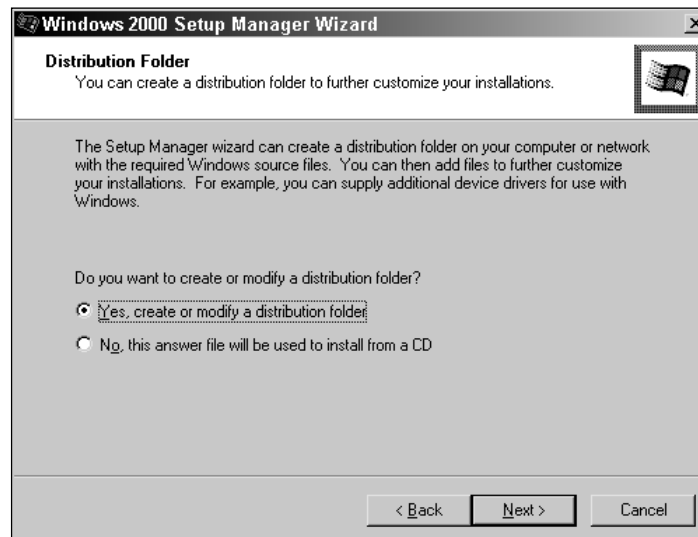 Windows 2000 Setup Manager Wizard
Distribution Folder
You can create a distribution folder to further customize your installations.
The Setup Manager wizard can create a distribution folder on your computer or network
with the required Windows source files. You can then add files to further customize
your installations. For example, you can supply additional device drivers for use with
Windows.
Do you want to create or modify a distribution folder?
Yes, create or modify a distribution folder
No, this answer file will be used to install from a CD
< Back
Next >
Cancel